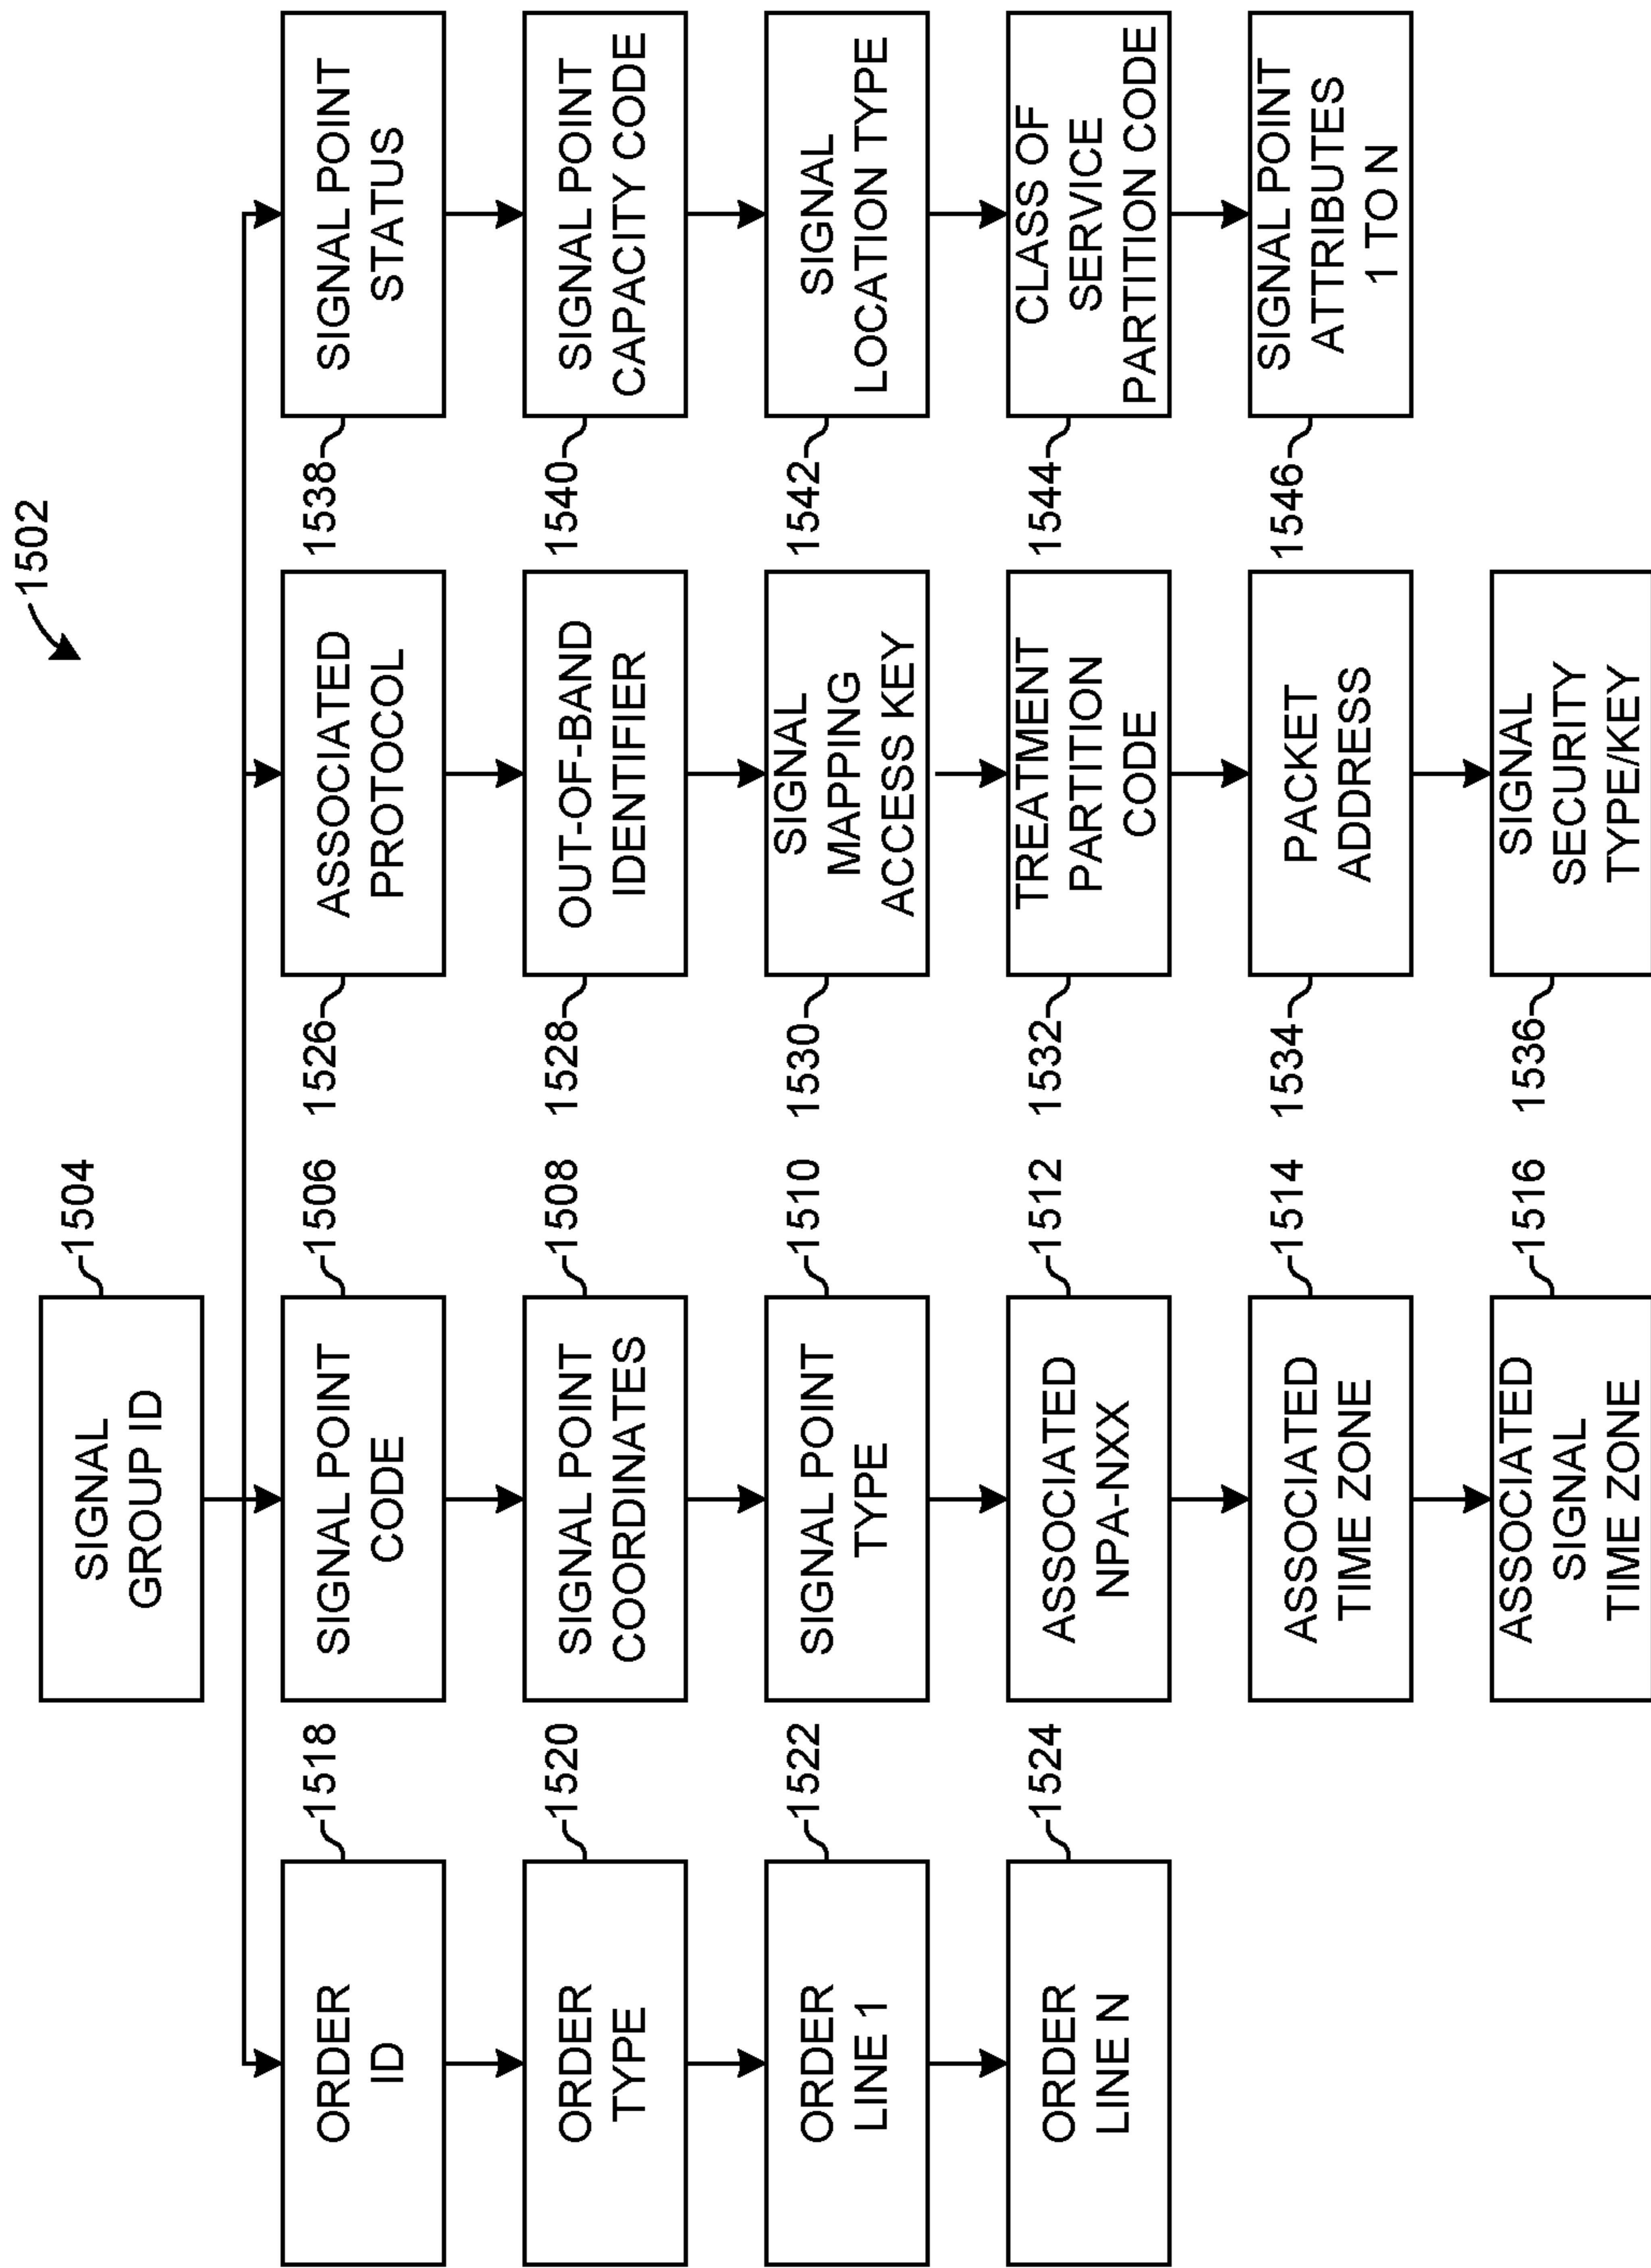 1502
SIGNAL
GROUP ID
1504
ORDER
ID
1518
ORDER
TYPE
1520
ORDER
LINE 1
1522
ORDER
LINE N
1524
SIGNAL POINT
CODE
1506
SIGNAL POINT
COORDINATES
1508
SIGNAL POINT
TYPE
1510
ASSOCIATED
NPA-NXX
1512
ASSOCIATED
TIME ZONE
1514
ASSOCIATED
SIGNAL
TIME ZONE
1516
1526
ASSOCIATED
PROTOCOL
1528
OUT-OF-BAND
IDENTIFIER
1530
SIGNAL
MAPPING
ACCESS KEY
1532
TREATMENT
PARTITION
CODE
1534
PACKET
ADDRESS
1536
SIGNAL
SECURITY
TYPE/KEY
1538
SIGNAL POINT
STATUS
1540
SIGNAL POINT
CAPACITY CODE
1542
SIGNAL
LOCATION TYPE
1544
CLASS OF
SERVICE
PARTITION CODE
1546
SIGNAL POINT
ATTRIBUTES
1 TO N